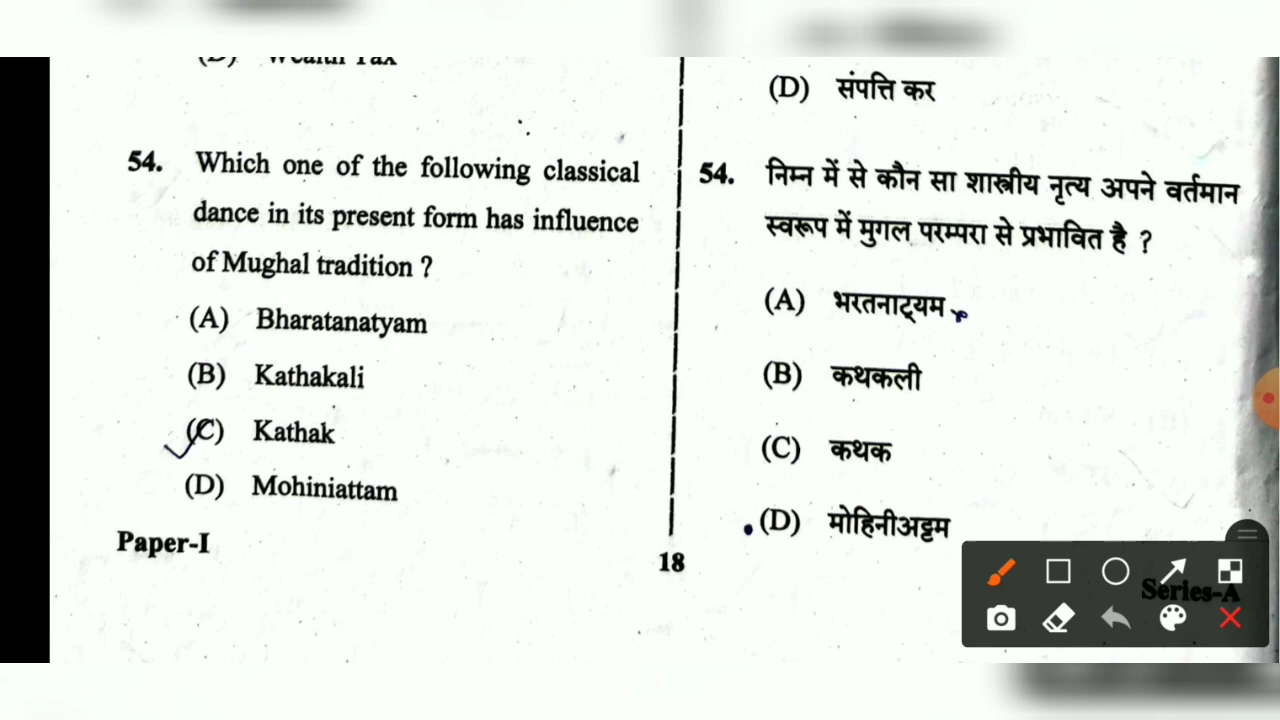 (D) Wealth Tax
54. Which one of the following classical
dance in its present form has influence
of Mughal tradition ?
(A) Bharatanatyam
(B) Kathakali
(C) Kathak
(D) Mohiniattam
Paper-I
18
(D) संपत्ति कर
54. निम्न में से कौन सा शास्त्रीय नृत्य अपने वर्तमान
स्वरूप में मुगल परम्परा से प्रभावित है ?
(A) भरतनाट्यम
(B) कथकली
(C) कथक
(D) मोहिनीअट्टम
Series-A